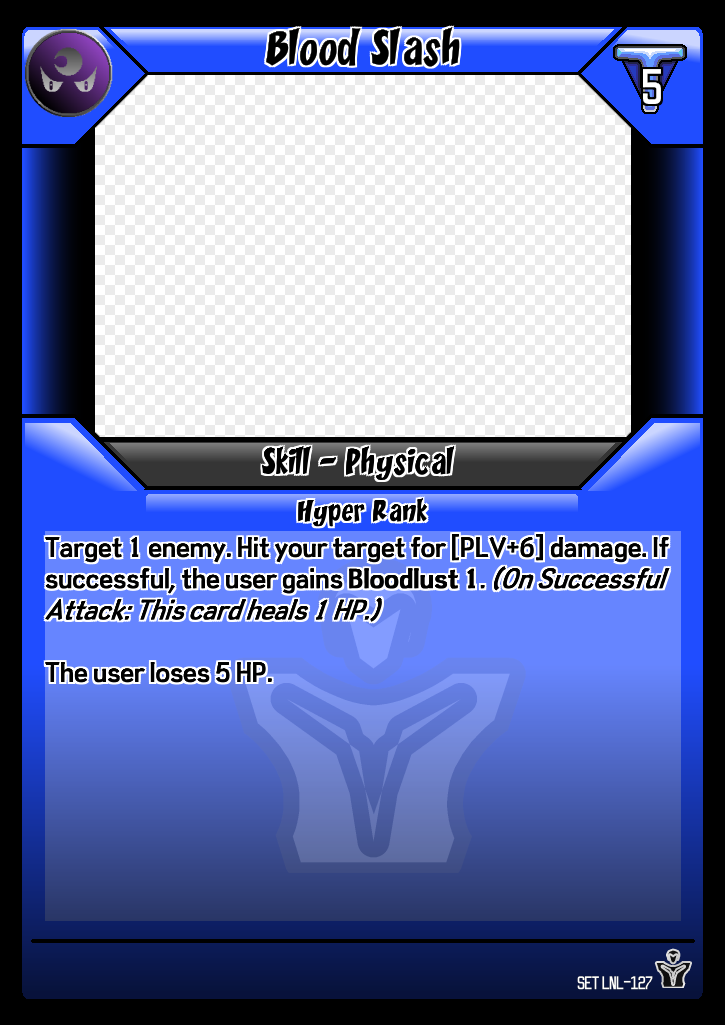 Blood Slash
5
Skill - Physical
Hyper Rank
Target 1 enemy. Hit your target for [PLV+6] damage. If
successful, the user gains Bloodlust 1. (On Successful
Attack: This card heals 1 HP.)
The user loses 5 HP.
SET LNL-127